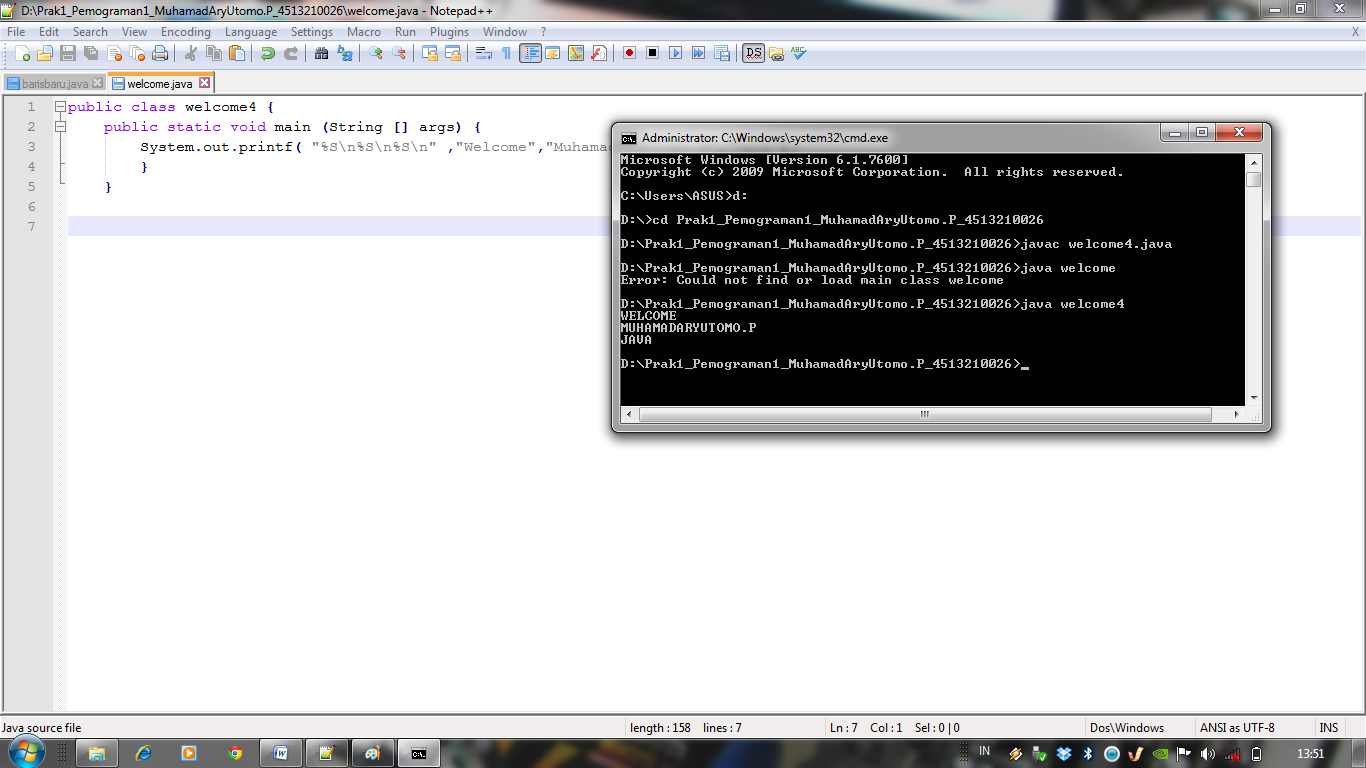 D:\Prak1_Pemograman1_MuhamadAryUtomo.P_4513210026\welcome.java - Notepad++
File Edit Search View Encoding Language Settings Macro Run Plugins Window ? X
barisbaru.java welcome.java
1 public class welcome4 {
2 public static void main (String [] args) {
3 System.out.printf( "%S\n%S\n%S\n" ,"Welcome","Muhamad
4 }
5 }
6
7
Administrator: C:\Windows\system32\cmd.exe
Microsoft Windows [Version 6.1.7600]
Copyright (c) 2009 Microsoft Corporation.  All rights reserved.
C:\Users\ASUS>d:
D:\>cd Prak1_Pemograman1_MuhamadAryUtomo.P_4513210026
D:\Prak1_Pemograman1_MuhamadAryUtomo.P_4513210026>javac welcome4.java
D:\Prak1_Pemograman1_MuhamadAryUtomo.P_4513210026>java welcome
Error: Could not find or load main class welcome
D:\Prak1_Pemograman1_MuhamadAryUtomo.P_4513210026>java welcome4
WELCOME
MUHAMADARYUTOMO.P
JAVA
D:\Prak1_Pemograman1_MuhamadAryUtomo.P_4513210026>_
Java source file length : 158 lines : 7 Ln : 7 Col : 1 Sel : 0 | 0 Dos\Windows ANSI as UTF-8 INS
IN 13:51